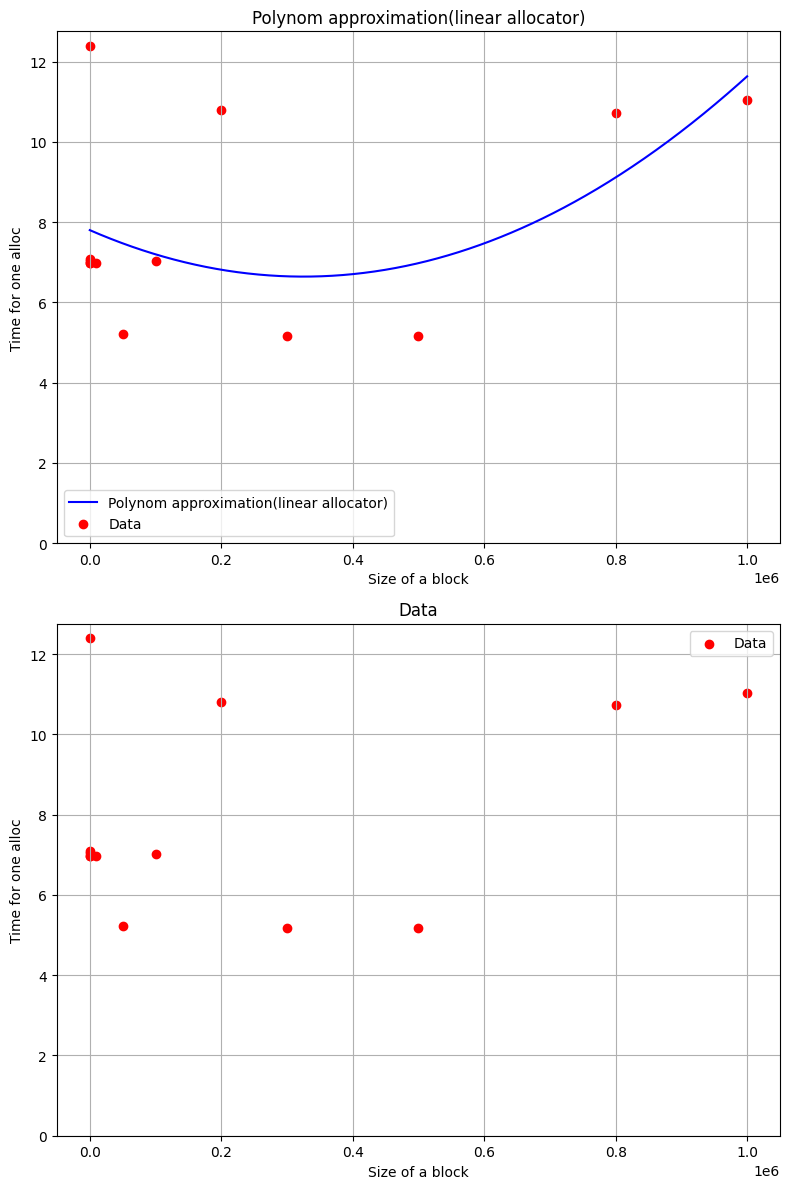 Polynom approximation(linear allocator)
12
10
8
6
4
2
0
Time for one alloc
Polynom approximation(linear allocator)
Data
0.0 0.2 0.4 0.6 0.8 1.0
1e6
Size of a block
Data
12
10
8
6
4
2
0
Time for one alloc
Data
0.0 0.2 0.4 0.6 0.8 1.0
1e6
Size of a block